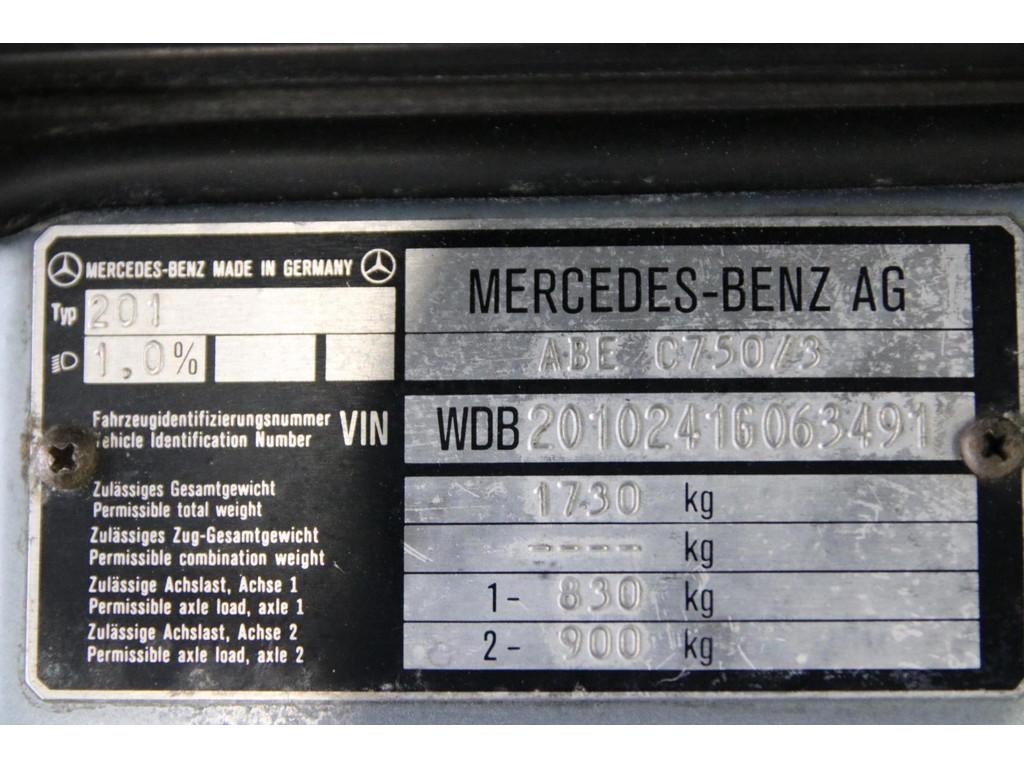 MERCEDES-BENZ MADE IN GERMANY
Typ 201
1,0%
MERCEDES-BENZ AG
ABE C750/3
Fahrzeugidentifizierungsnummer
Vehicle Identification Number
VIN
WDB2010241G063491*
Zulässiges Gesamtgewicht
Permissible total weight
1730 kg
Zulässiges Zug-Gesamtgewicht
Permissible combination weight
---- kg
Zulässige Achslast, Achse 1
Permissible axle load, axle 1
1- 830 kg
Zulässige Achslast, Achse 2
Permissible axle load, axle 2
2- 900 kg